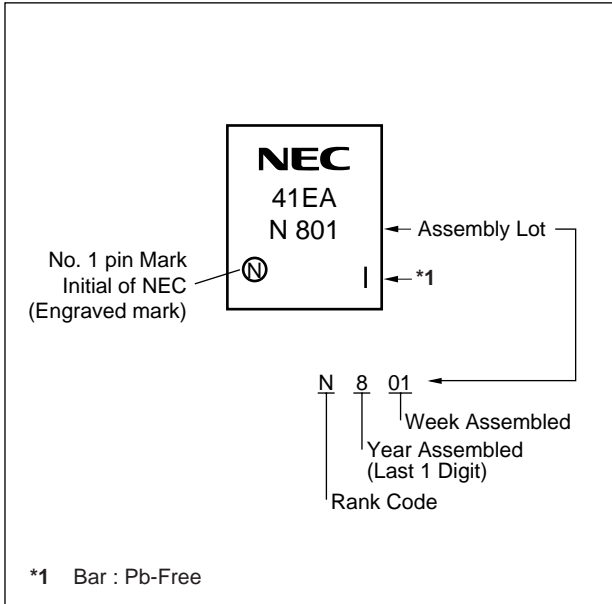 NEC
41EA
N 801
Assembly Lot
No. 1 pin Mark
Initial of NEC
(Engraved mark)
N
*1
N 8 01
Week Assembled
Year Assembled
(Last 1 Digit)
Rank Code
*1 Bar : Pb-Free